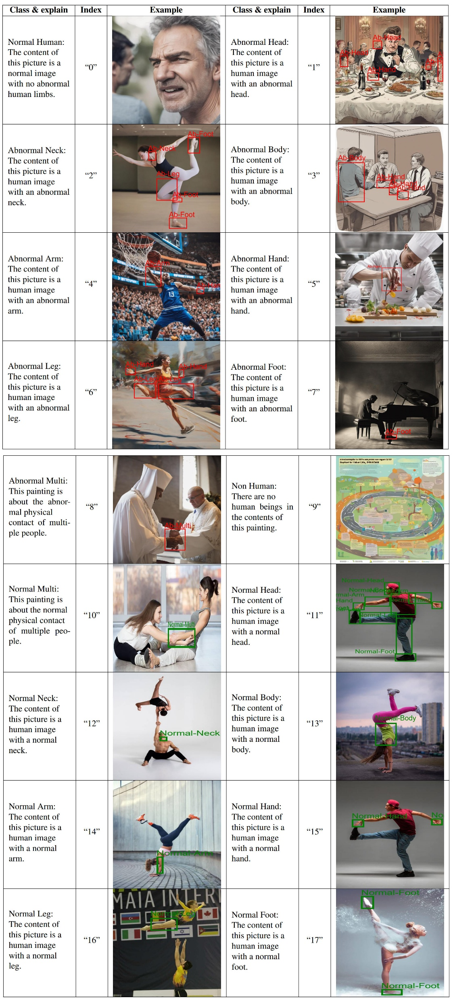 Class & explain Index Example Class & explain Index Example
Normal Human:
The content of
this picture is a
normal image
with no abnormal
human limbs.
“0”
Abnormal Head:
The content of
this picture is a
human image
with an abnormal
head.
“1”
Ab-Head
Ab-Head
Ab-Hand
Abnormal Neck:
The content of
this picture is a
human image
with an abnormal
neck.
“2”
Ab-Foot
Ab-Neck
Ab-Leg
Ab-Foot
Ab-Foot
Abnormal Body:
The content of
this picture is a
human image
with an abnormal
body.
“3”
Ab-Body
Ab-Hand
Ab-Hand
Ab-Hand
Abnormal Arm:
The content of
this picture is a
human image
with an abnormal
arm.
“4”
Ab-Arm
Ab-Han
13
Abnormal Hand:
The content of
this picture is a
human image
with an abnormal
hand.
“5”
Ab-Hand
Abnormal Leg:
The content of
this picture is a
human image
with an abnormal
leg.
“6”
Ab-Hand
Ab-Hand
Ab-Leg Ab-Leg
Abnormal Foot:
The content of
this picture is a
human image
with an abnormal
foot.
“7”
Ab-Foot
Abnormal Multi:
This painting is
about the abnor-
mal physical
contact of multi-
ple people.
“8”
Ab-Multi
Non Human:
There are no
human beings in
the contents of
this painting.
“9”
Normal Multi:
This painting is
about the normal
physical contact
of multiple peo-
ple.
“10”
Normal-Multi
Normal Head:
The content of
this picture is a
human image
with a normal
head.
“11”
Normal-Head
rmal-Arm
Normal-Arm
Hand
Normal-Hand
Foot
Normal-Leg
Normal-Foot
Normal Neck:
The content of
this picture is a
human image
with a normal
neck.
“12”
Normal-Neck
Normal Body:
The content of
this picture is a
human image
with a normal
body.
“13”
Normal-Body
Normal Arm:
The content of
this picture is a
human image
with a normal
arm.
“14”
Normal-Arm
Normal Hand:
The content of
this picture is a
human image
with a normal
hand.
“15”
Normal-Hand
No
Normal Leg:
The content of
this picture is a
human image
with a normal
leg.
“16”
MAIA INTER
Normal-Leg
Normal Foot:
The content of
this picture is a
human image
with a normal
foot.
“17”
Normal-Foot
Normal-Foot